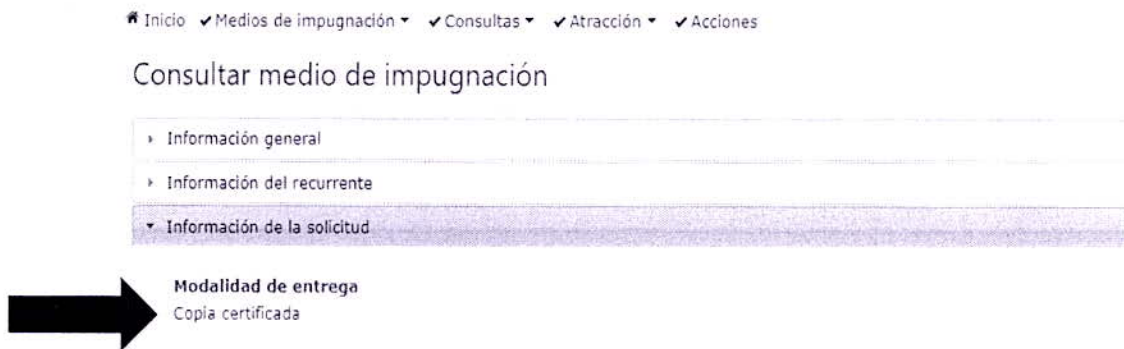 Inicio Medios de impugnación Consultas Atracción Acciones
Consultar medio de impugnación
Información general
Información del recurrente
Información de la solicitud
Modalidad de entrega
Copia certificada